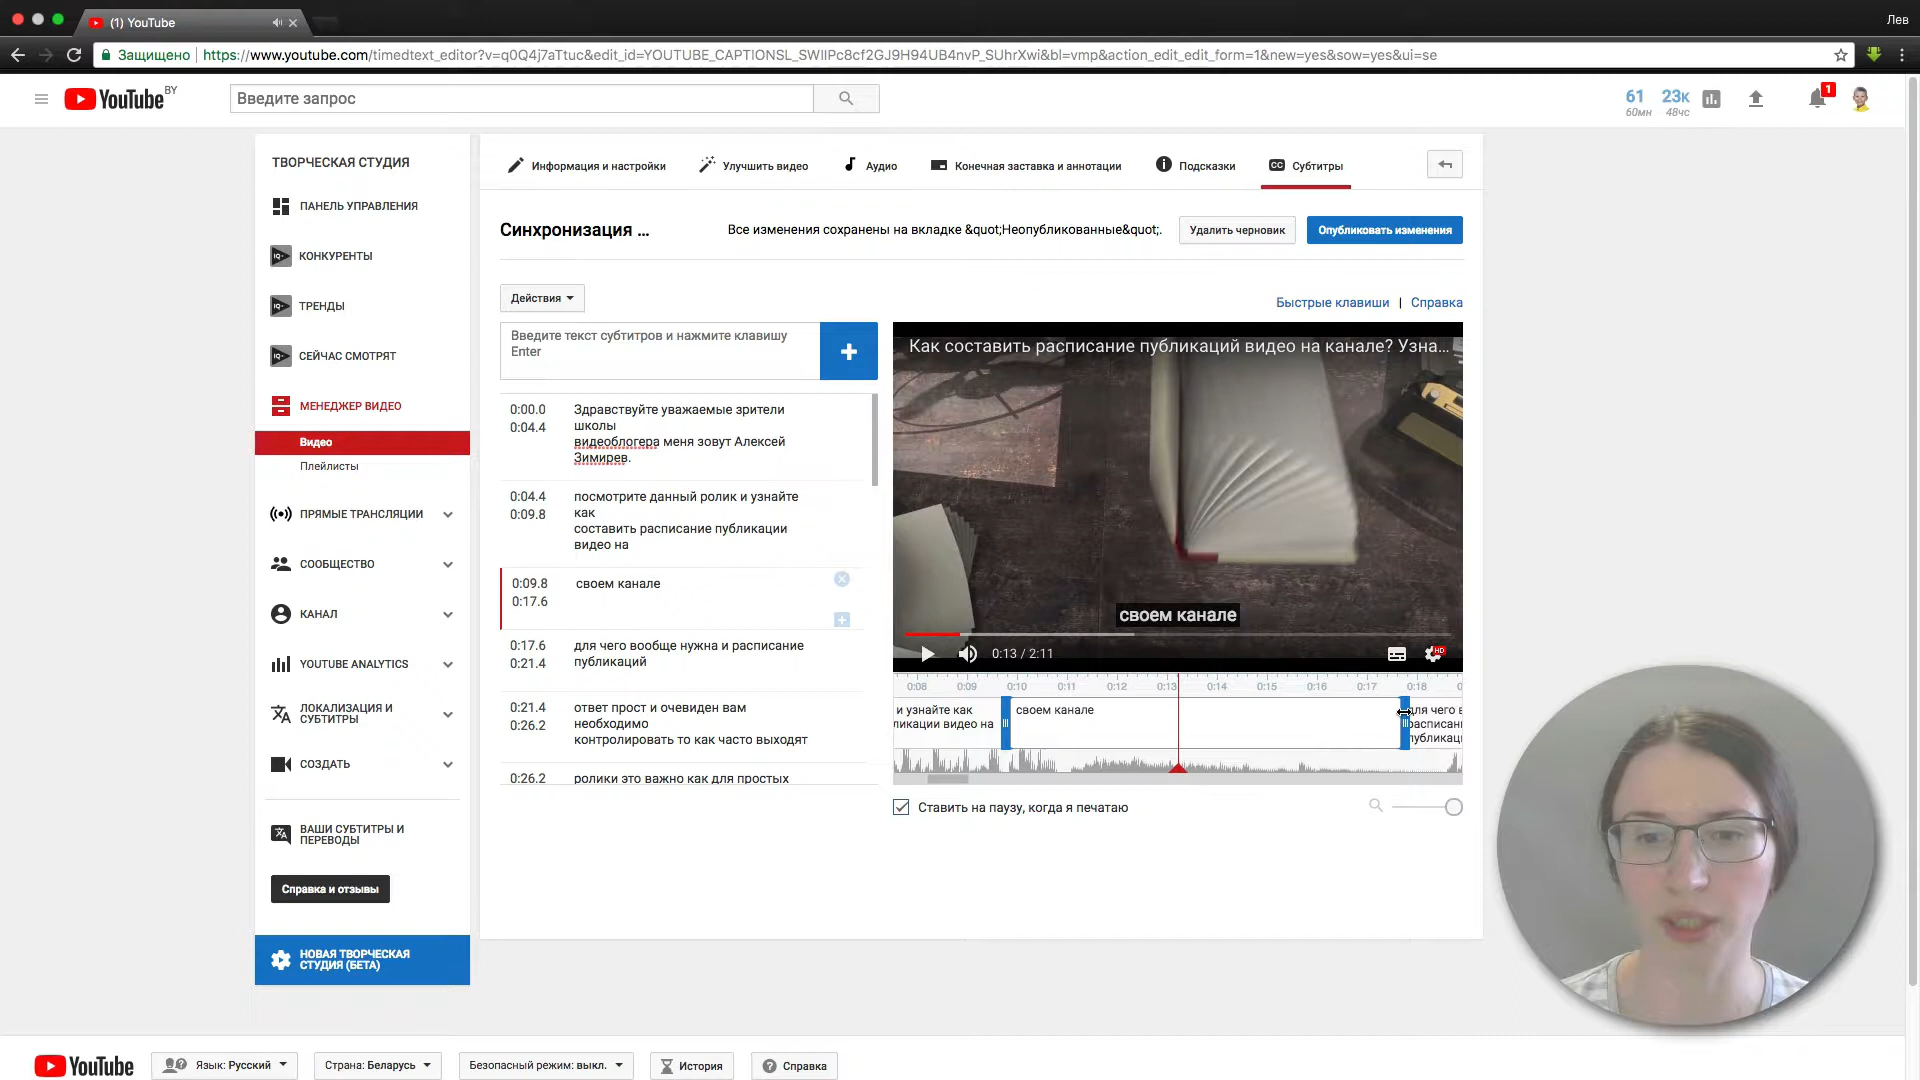 (1) YouTube
Лев
Защищено
https://www.youtube.com/timedtext_editor?v=q0Q4j7aTtuc&edit_id=YOUTUBE_CAPTIONSL_SWIIPc8cf2GJ9H94UB4nvP_SUhrXwi&bl=vmp&action_edit_edit_form=1&new=yes&sow=yes&ui=se
YouTube BY
Введите запрос
61
60мн
23к
48чс
1
ТВОРЧЕСКАЯ СТУДИЯ
ПАНЕЛЬ УПРАВЛЕНИЯ
КОНКУРЕНТЫ
ТРЕНДЫ
СЕЙЧАС СМОТРЯТ
МЕНЕДЖЕР ВИДЕО
Видео
Плейлисты
ПРЯМЫЕ ТРАНСЛЯЦИИ
СООБЩЕСТВО
КАНАЛ
YOUTUBE ANALYTICS
ЛОКАЛИЗАЦИЯ И
СУБТИТРЫ
СОЗДАТЬ
ВАШИ СУБТИТРЫ И
ПЕРЕВОДЫ
Справка и отзывы
НОВАЯ ТВОРЧЕСКАЯ
СТУДИЯ (БЕТА)
Информация и настройки
Улучшить видео
Аудио
Конечная заставка и аннотации
Подсказки
CC Субтитры
Синхронизация ...
Все изменения сохранены на вкладке &quot;Неопубликованные&quot;.
Удалить черновик
Опубликовать изменения
Действия
Быстрые клавиши | Справка
Введите текст субтитров и нажмите клавишу
Enter
0:00.0
0:04.4
Здравствуйте уважаемые зрители
школы
видеоблогера меня зовут Алексей
Зимирев.
0:04.4
0:09.8
посмотрите данный ролик и узнайте
как
составить расписание публикации
видео на
0:09.8
0:17.6
своем канале
0:17.6
0:21.4
для чего вообще нужна и расписание
публикаций
0:21.4
0:26.2
ответ прост и очевиден вам
необходимо
контролировать то как часто выходят
0:26.2
ролики это важно как для простых
Как составить расписание публикаций видео на канале? Узна...
своем канале
0:13 / 2:11
HD
0:08 0:09 0:10 0:11 0:12 0:13 0:14 0:15 0:16 0:17 0:18
и узнайте как
ликации видео на
своем канале
для чего в
расписани
публикаци
Ставить на паузу, когда я печатаю
YouTube
Язык: Русский
Страна: Беларусь
Безопасный режим: выкл.
История
Справка